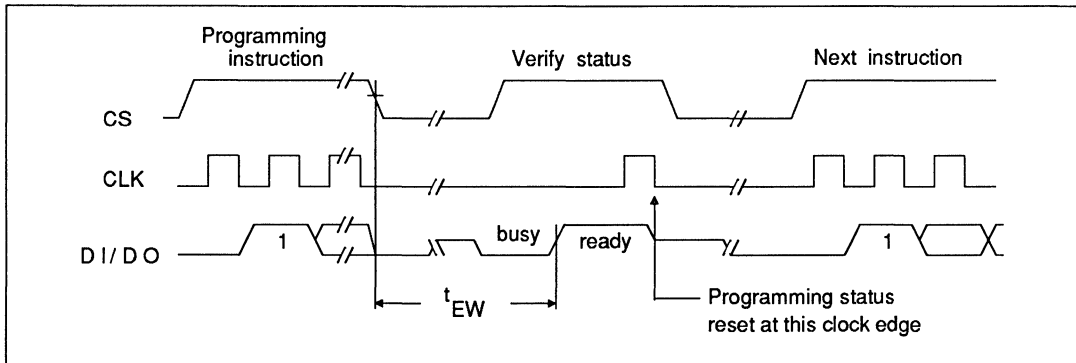 Programming
instruction
Verify status
Next instruction
CS
CLK
DI/DO
1
busy
ready
1
tEW
Programming status
reset at this clock edge